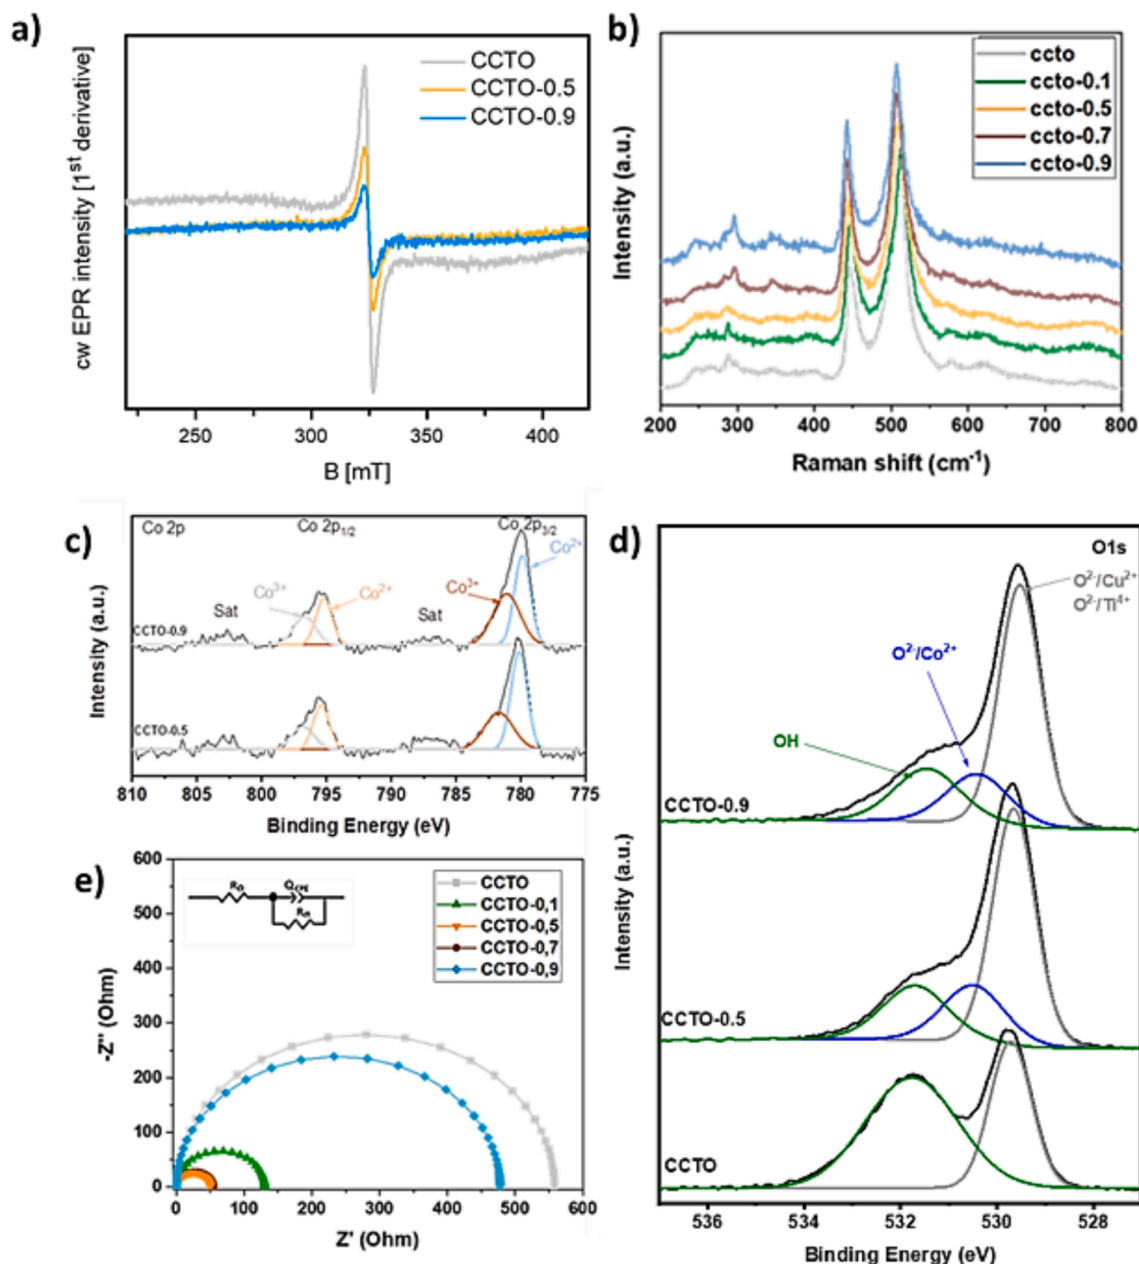 a)
cw EPR intensity [1st derivative]
CCTO
CCTO-0.5
CCTO-0.9
250
300
350
400
B [mT]
b)
Intensity (a.u.)
ccto
ccto-0.1
ccto-0.5
ccto-0.7
ccto-0.9
200 300 400 500 600 700 800
Raman shift (cm-1)
c)
Intensity (a.u.)
Co 2p
Co 2p1/2
Co 2p3/2
Co2+
Co3+
Co3+
Co2+
Sat
Sat
CCTO-0.9
CCTO-0.5
810 805 800 795 790 785 780 775
Binding Energy (eV)
d)
Intensity (a.u.)
O1s
O2-/Cu2+
O2-/Ti4+
O2-/Co2+
OH
CCTO-0.9
CCTO-0.5
CCTO
536 534 532 530 528
Binding Energy (eV)
e)
-Z'' (Ohm)
600
500
400
300
200
100
0
CCTO
CCTO-0,1
CCTO-0,5
CCTO-0,7
CCTO-0,9
0 100 200 300 400 500 600
Z' (Ohm)